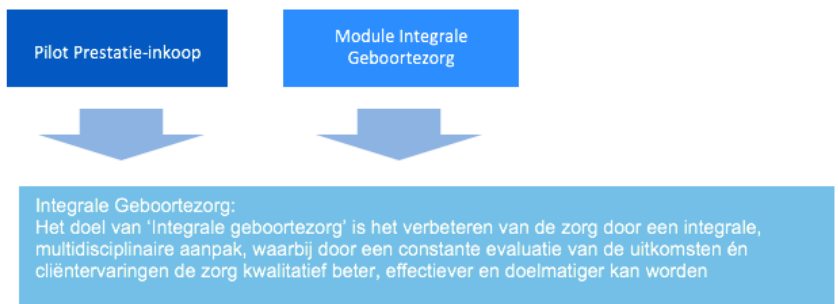 Pilot Prestatie-inkoop
Module Integrale
Geboortezorg
Integrale Geboortezorg:
Het doel van ‘Integrale geboortezorg’ is het verbeteren van de zorg door een integrale,
multidisciplinaire aanpak, waarbij door een constante evaluatie van de uitkomsten én
cliëntervaringen de zorg kwalitatief beter, effectiever en doelmatiger kan worden